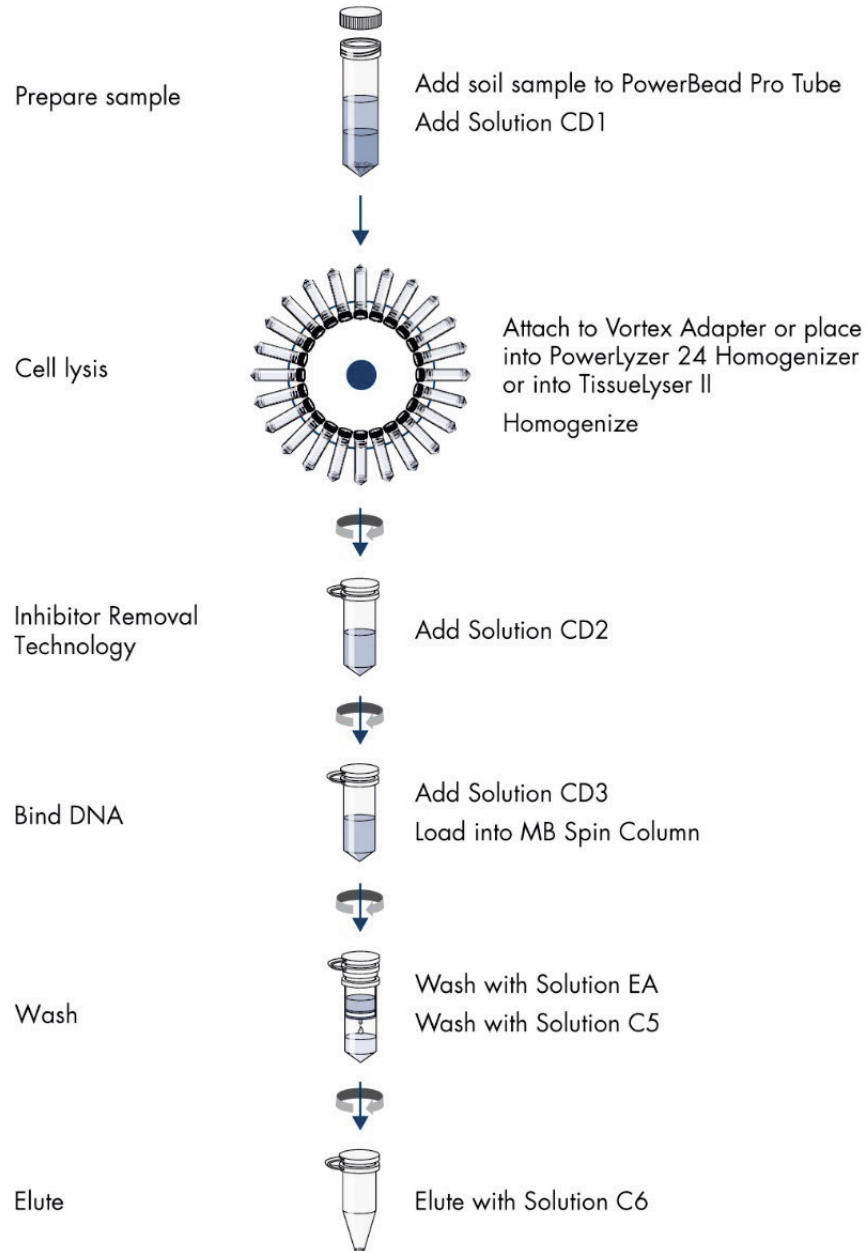 Prepare sample
Add soil sample to PowerBead Pro Tube
Add Solution CD1
Cell lysis
Attach to Vortex Adapter or place
into PowerLyzer 24 Homogenizer
or into TissueLyser II
Homogenize
Inhibitor Removal
Technology
Add Solution CD2
Bind DNA
Add Solution CD3
Load into MB Spin Column
Wash
Wash with Solution EA
Wash with Solution C5
Elute
Elute with Solution C6